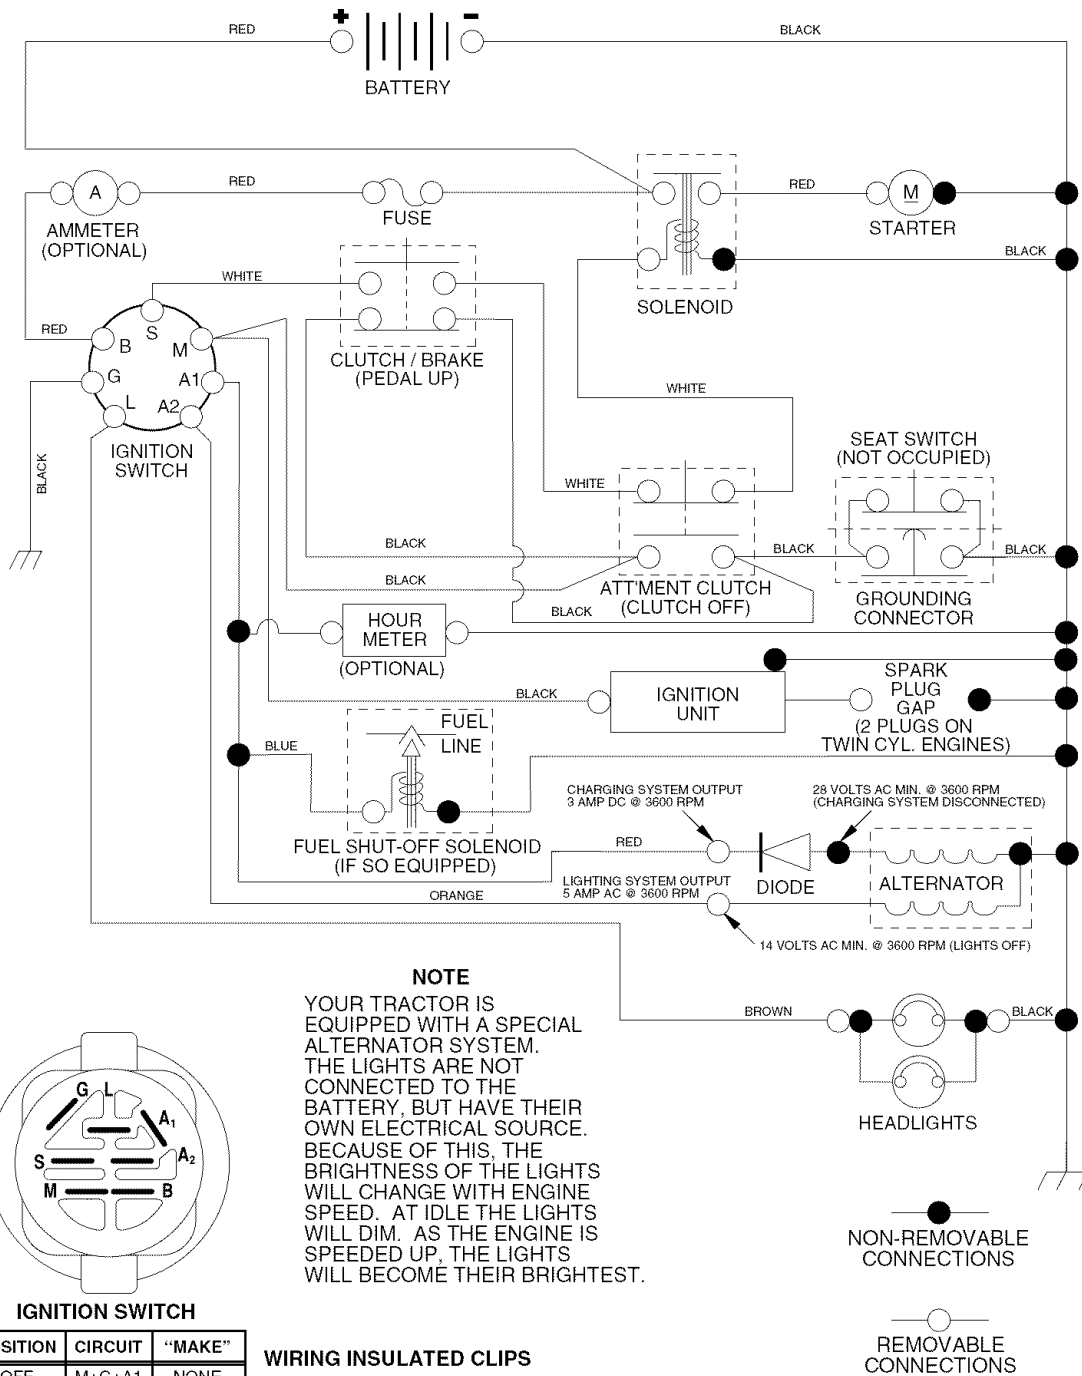 + -
RED
BLACK
BATTERY
A
RED
AMMETER
(OPTIONAL)
FUSE
RED
M
STARTER
BLACK
SOLENOID
WHITE
RED
S
B
M
G
A1
L
A2
CLUTCH / BRAKE
(PEDAL UP)
IGNITION
SWITCH
BLACK
WHITE
WHITE
SEAT SWITCH
(NOT OCCUPIED)
BLACK
BLACK
BLACK
BLACK
BLACK
ATT'MENT CLUTCH
(CLUTCH OFF)
GROUNDING
CONNECTOR
HOUR
METER
(OPTIONAL)
BLACK
IGNITION
UNIT
SPARK
PLUG
GAP
(2 PLUGS ON
TWIN CYL. ENGINES)
BLUE
FUEL
LINE
FUEL SHUT-OFF SOLENOID
(IF SO EQUIPPED)
CHARGING SYSTEM OUTPUT
3 AMP DC @ 3600 RPM
28 VOLTS AC MIN. @ 3600 RPM
(CHARGING SYSTEM DISCONNECTED)
RED
DIODE
ALTERNATOR
ORANGE
LIGHTING SYSTEM OUTPUT
5 AMP AC @ 3600 RPM
14 VOLTS AC MIN. @ 3600 RPM (LIGHTS OFF)
BROWN
BLACK
HEADLIGHTS
NOTE
YOUR TRACTOR IS
EQUIPPED WITH A SPECIAL
ALTERNATOR SYSTEM.
THE LIGHTS ARE NOT
CONNECTED TO THE
BATTERY, BUT HAVE THEIR
OWN ELECTRICAL SOURCE.
BECAUSE OF THIS, THE
BRIGHTNESS OF THE LIGHTS
WILL CHANGE WITH ENGINE
SPEED. AT IDLE THE LIGHTS
WILL DIM. AS THE ENGINE IS
SPEEDED UP, THE LIGHTS
WILL BECOME THEIR BRIGHTEST.
G L
A1
A2
S
M
B
IGNITION SWITCH
SITION CIRCUIT “MAKE”
OFF M+G+A1 NONE
WIRING INSULATED CLIPS
NON-REMOVABLE
CONNECTIONS
REMOVABLE
CONNECTIONS